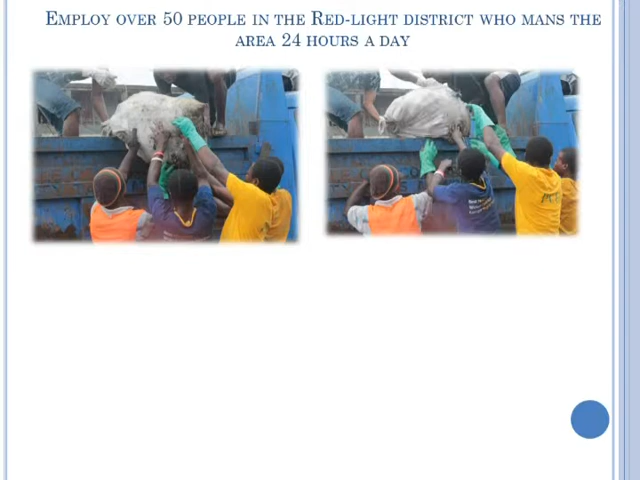 Employ over 50 people in the Red-light district who mans the
area 24 hours a day